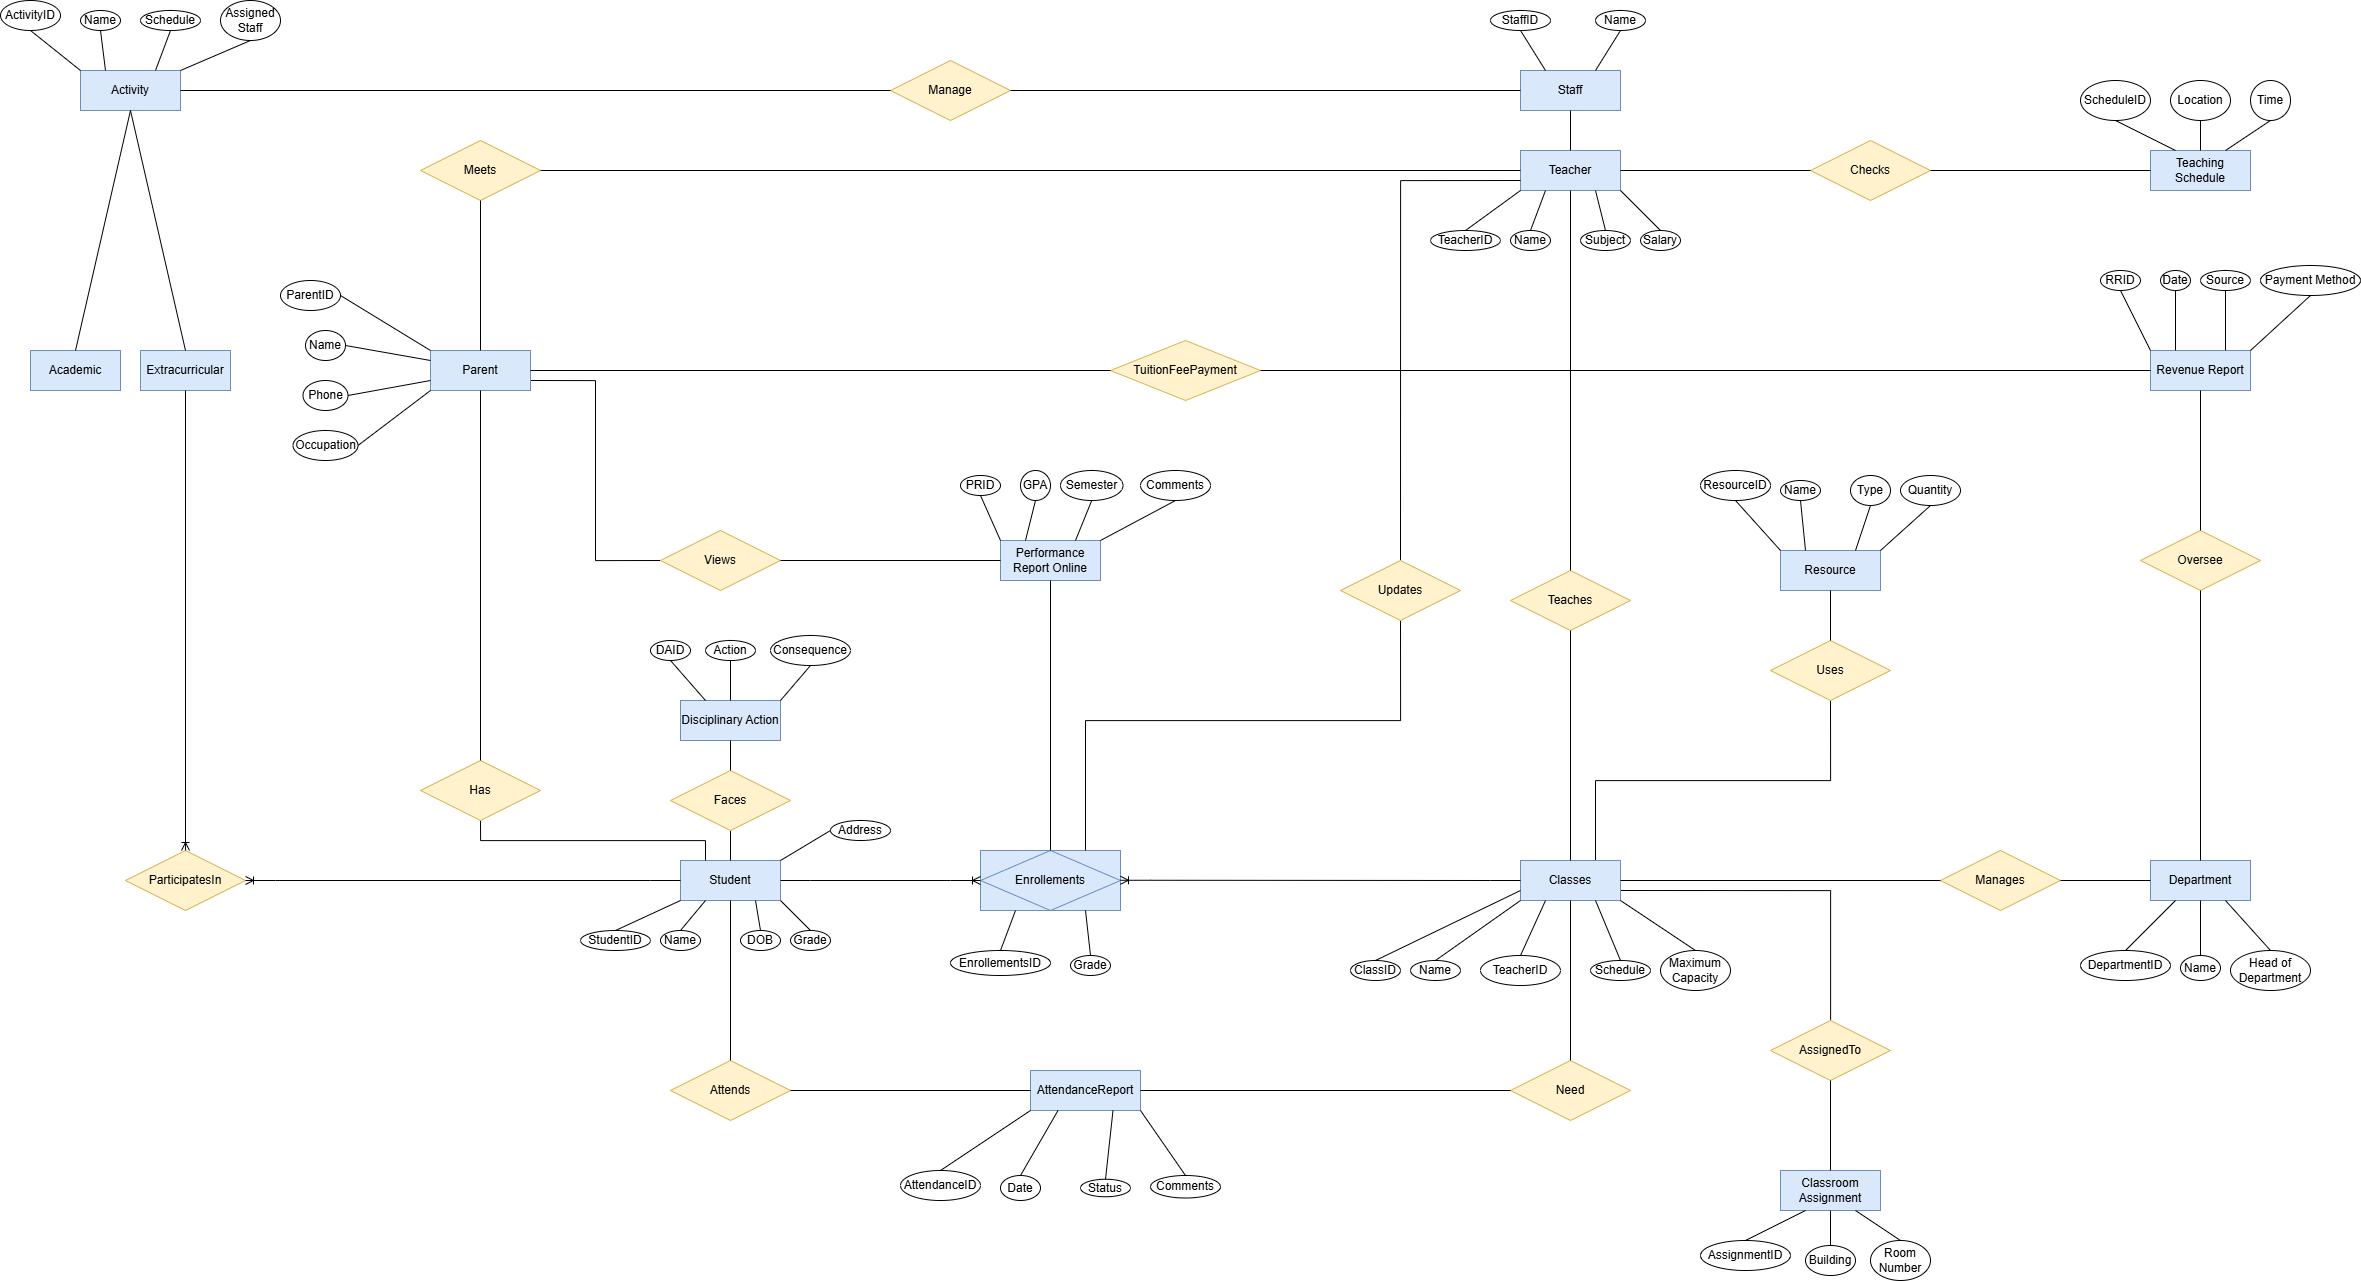 ActivityID
Name
Schedule
Assigned
Staff
StaffID
Name
Activity
Manage
Staff
ScheduleID
Location
Time
Meets
Teacher
Checks
Teaching
Schedule
TeacherID
Name
Subject
Salary
ParentID
RRID
Date
Source
Payment Method
Name
Academic
Extracurricular
Parent
TuitionFeePayment
Revenue Report
Phone
Occupation
PRID
GPA
Semester
Comments
ResourceID
Name
Type
Quantity
Views
Performance
Report Online
Updates
Teaches
Resource
Oversee
DAID
Action
Consequence
Uses
Disciplinary Action
Has
Faces
Address
ParticipatesIn
Student
Enrollements
Classes
Manages
Department
StudentID
Name
DOB
Grade
EnrollementsID
Grade
ClassID
Name
TeacherID
Schedule
Maximum
Capacity
DepartmentID
Name
Head of
Department
AssignedTo
Attends
AttendanceReport
Need
AttendanceID
Date
Status
Comments
Classroom
Assignment
AssignmentID
Building
Room
Number